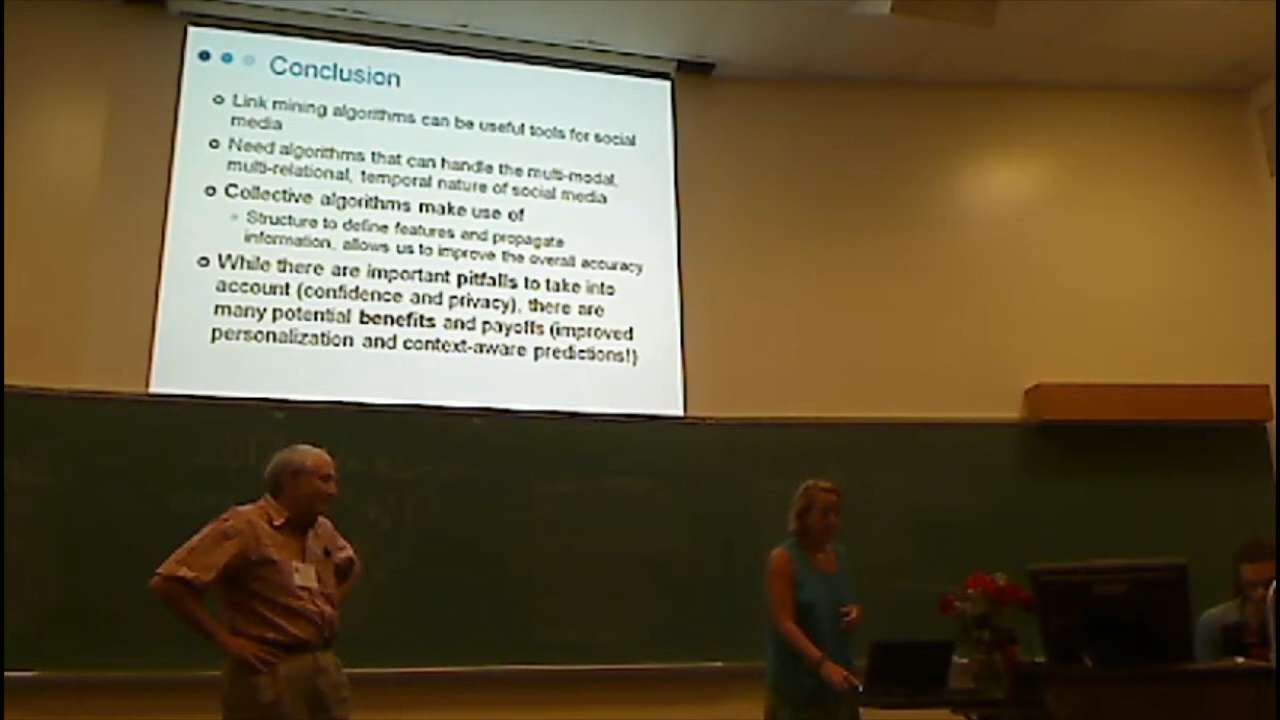 Conclusion
Link mining algorithms can be useful tools for social
media
Need algorithms that can handle the multi-modal,
multi-relational, temporal nature of social media
Collective algorithms make use of
Structure to define features and propagate
information, allows us to improve the overall accuracy
While there are important pitfalls to take into
account (confidence and privacy), there are
many potential benefits and payoffs (improved
personalization and context-aware predictions!)